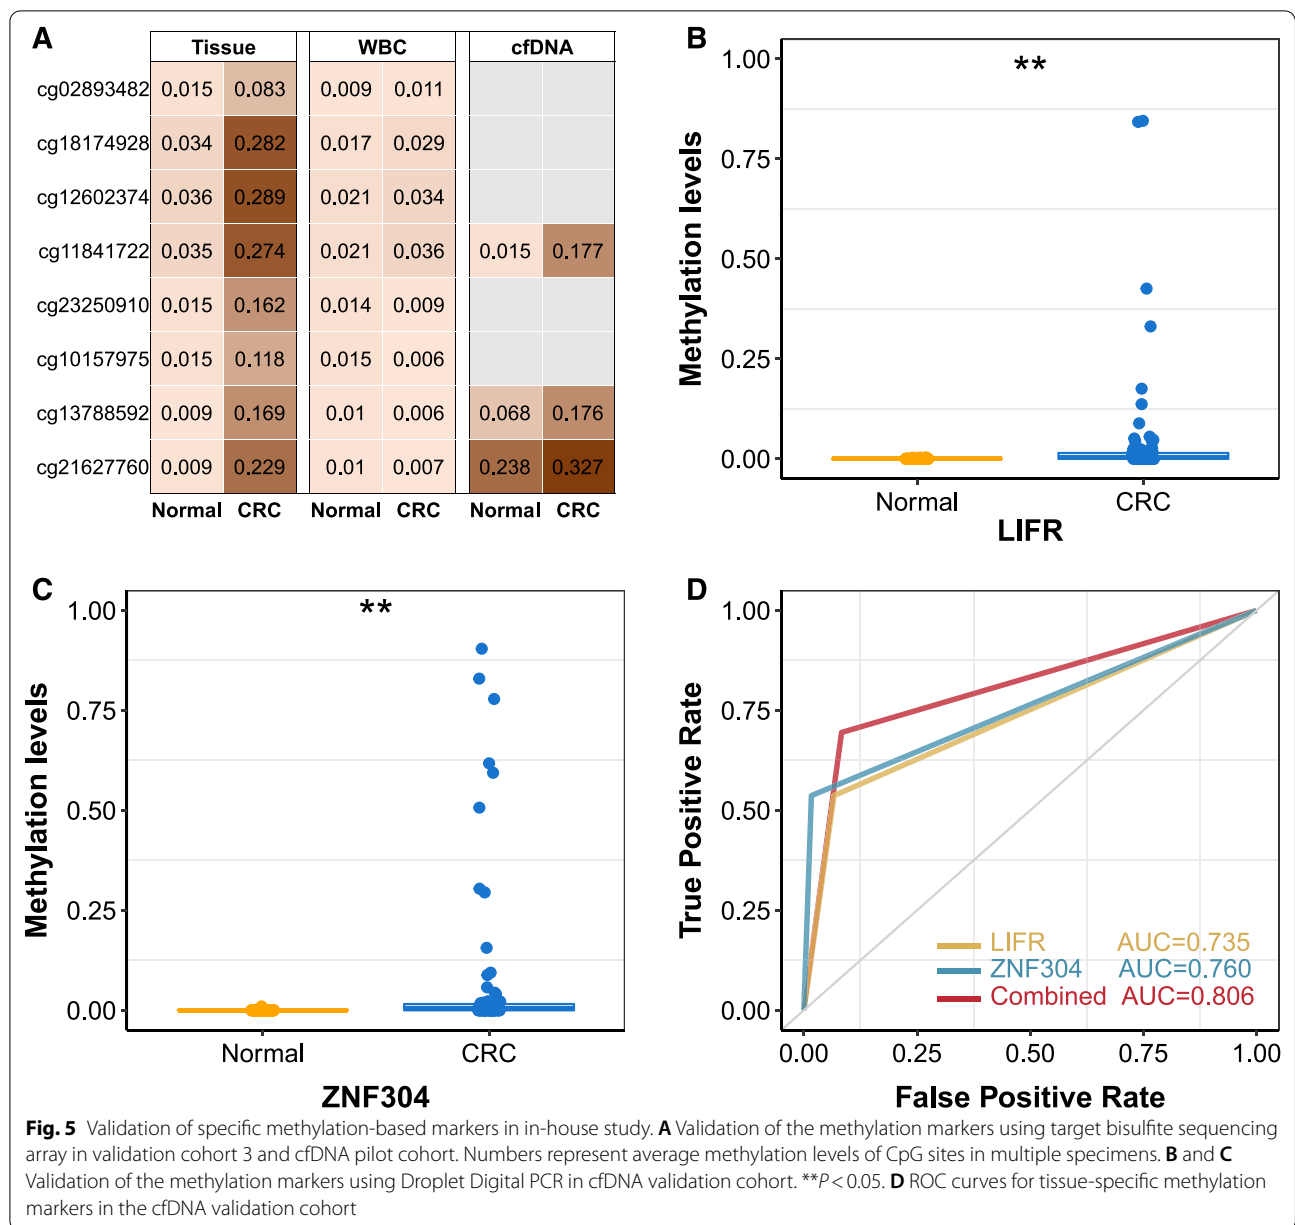 A
Tissue WBC cfDNA
cg02893482 0.015 0.083 0.009 0.011
cg18174928 0.034 0.282 0.017 0.029
cg12602374 0.036 0.289 0.021 0.034
cg11841722 0.035 0.274 0.021 0.036 0.015 0.177
cg23250910 0.015 0.162 0.014 0.009
cg10157975 0.015 0.118 0.015 0.006
cg13788592 0.009 0.169 0.01 0.006 0.068 0.176
cg21627760 0.009 0.229 0.01 0.007 0.238 0.327
Normal CRC Normal CRC Normal CRC
B
**
Methylation levels
1.00
0.75
0.50
0.25
0.00
Normal CRC
LIFR
C
**
Methylation levels
1.00
0.75
0.50
0.25
0.00
Normal CRC
ZNF304
D
True Positive Rate
1.00
0.75
0.50
0.25
0.00
LIFR AUC=0.735
ZNF304 AUC=0.760
Combined AUC=0.806
0.00 0.25 0.50 0.75 1.00
False Positive Rate
Fig. 5 Validation of specific methylation-based markers in in-house study. A Validation of the methylation markers using target bisulfite sequencing
array in validation cohort 3 and cfDNA pilot cohort. Numbers represent average methylation levels of CpG sites in multiple specimens. B and C
Validation of the methylation markers using Droplet Digital PCR in cfDNA validation cohort. **P < 0.05. D ROC curves for tissue-specific methylation
markers in the cfDNA validation cohort